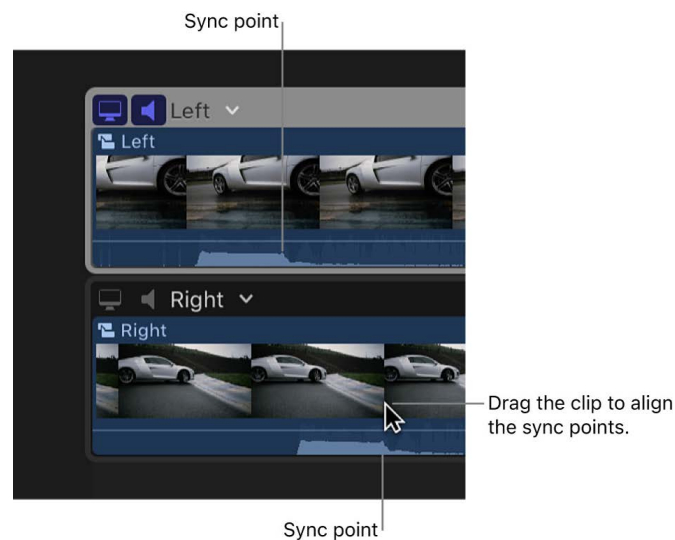 Sync point
Left
Left
Right
Right
Drag the clip to align
the sync points.
Sync point